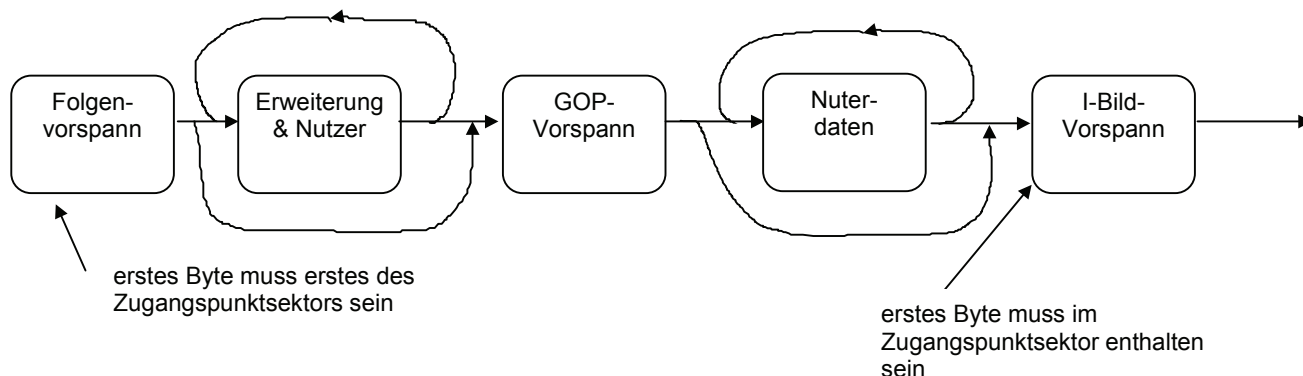 Folgen-
vorspann
Erweiterung
& Nutzer
GOP-
Vorspann
Nuter-
daten
I-Bild-
Vorspann
erstes Byte muss erstes des
Zugangspunktsektors sein
erstes Byte muss im
Zugangspunktsektor enthalten
sein